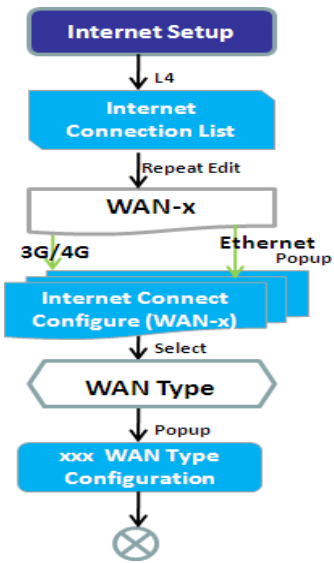 Internet Setup
L4
Internet
Connection List
Repeat Edit
WAN-x
3G/4G
Ethernet
Popup
Internet Connect
Configure (WAN-x)
Select
WAN Type
Popup
xxx WAN Type
Configuration